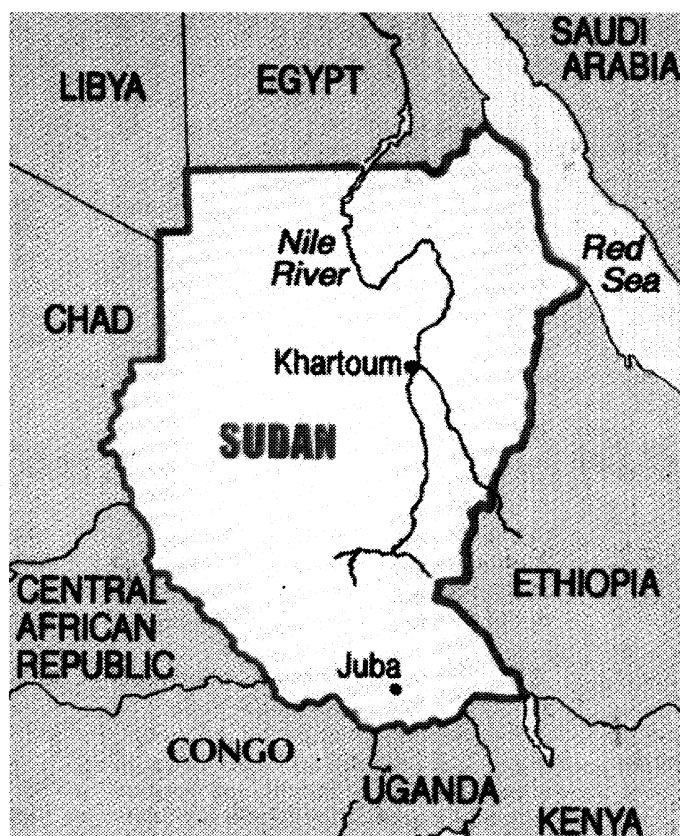 LIBYA
EGYPT
SAUDI
ARABIA
Nile
River
Red
Sea
CHAD
Khartoum
SUDAN
CENTRAL
AFRICAN
REPUBLIC
ETHIOPIA
Juba
CONGO
UGANDA
KENYA